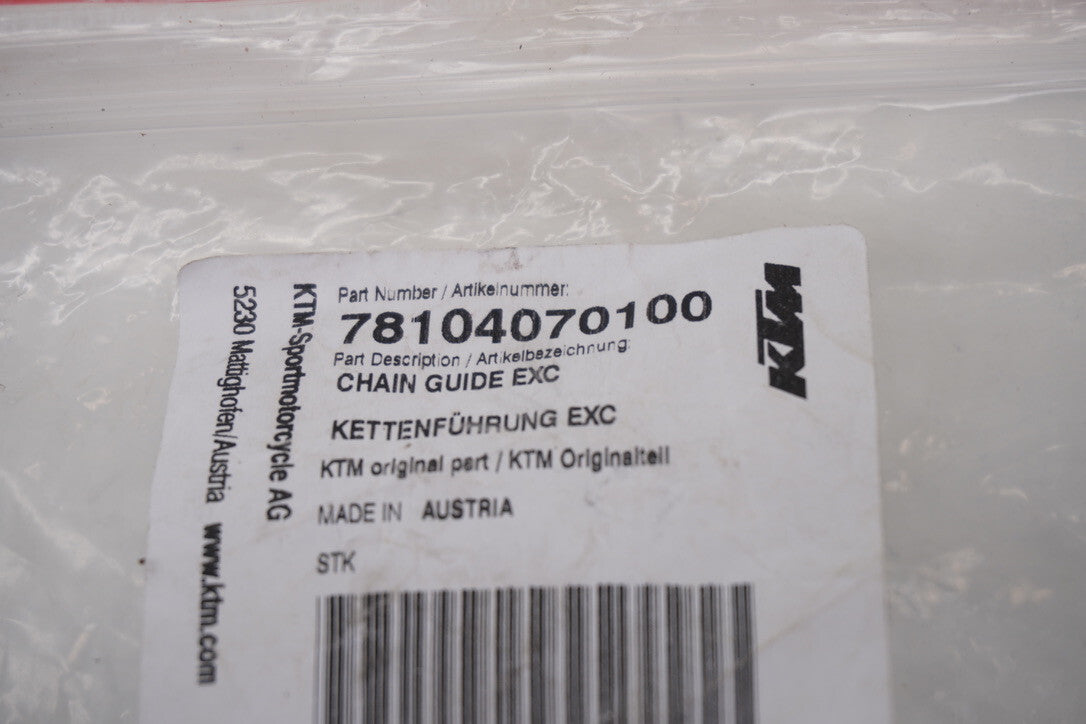 Part Number / Artikelnummer:
78104070100
Part Description / Artikelbezeichnung:
CHAIN GUIDE EXC
KETTENFÜHRUNG EXC
KTM original part / KTM Originalteil
MADE IN AUSTRIA
STK
KTM
KTM-Sportmotorcycle AG
5230 Mattighofen/Austria www.ktm.com